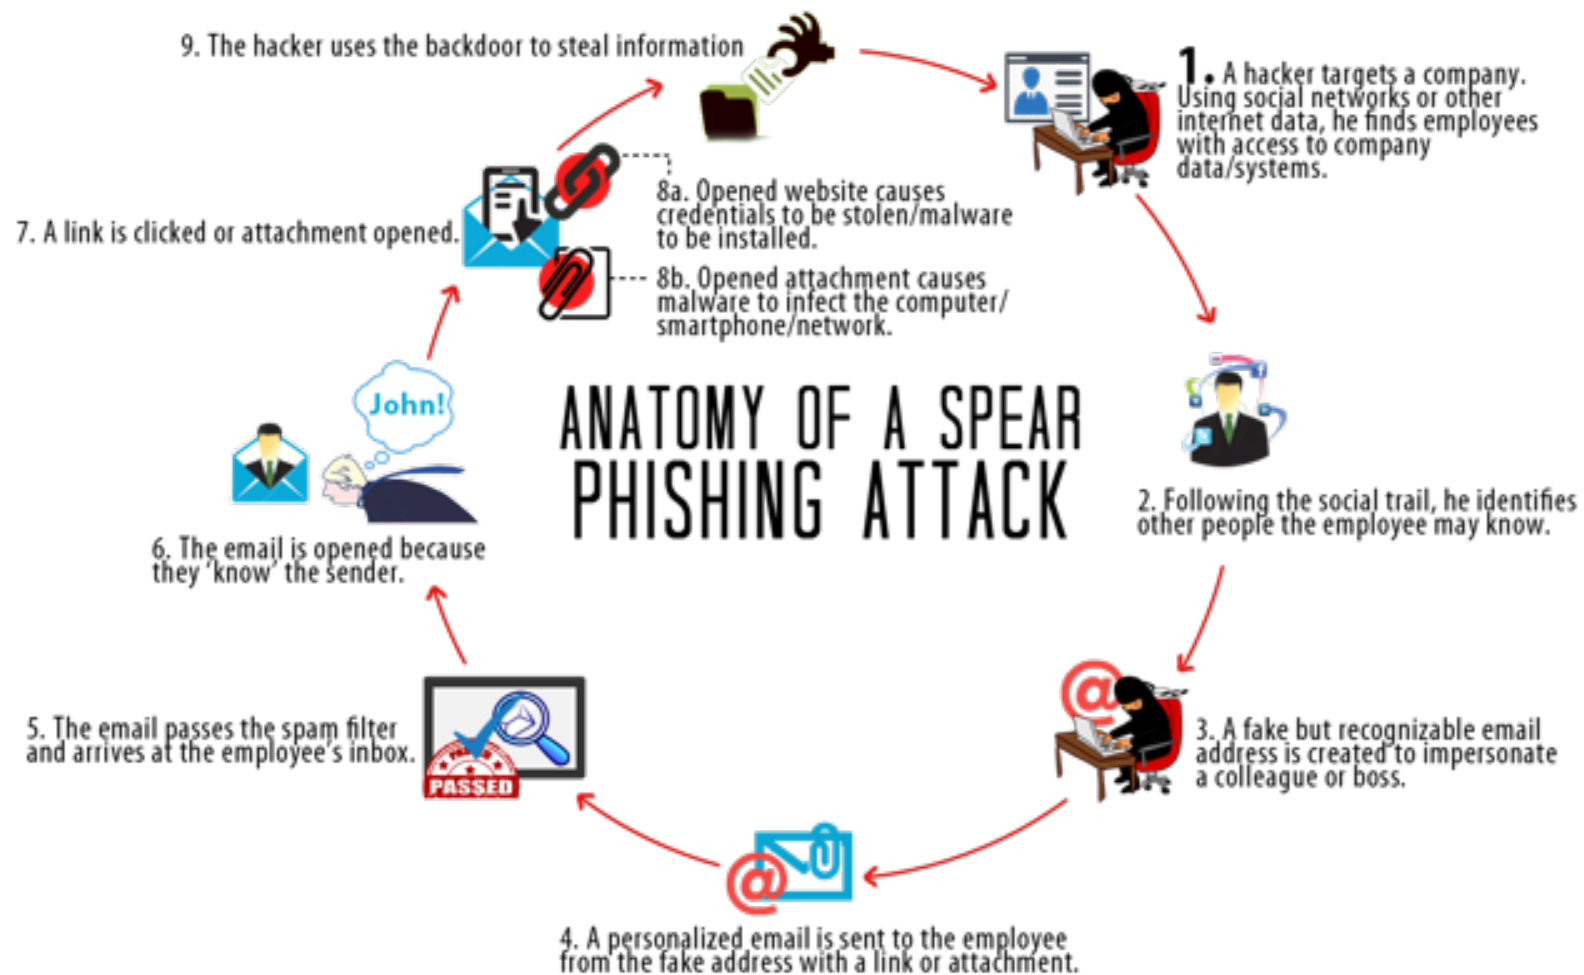 9. The hacker uses the backdoor to steal information
1. A hacker targets a company.
Using social networks or other
internet data, he finds employees
with access to company
data/systems.
8a. Opened website causes
credentials to be stolen/malware
to be installed.
7. A link is clicked or attachment opened.
8b. Opened attachment causes
malware to infect the computer/
smartphone/network.
John!
ANATOMY OF A SPEAR
PHISHING ATTACK
2. Following the social trail, he identifies
other people the employee may know.
6. The email is opened because
they 'know' the sender.
@
3. A fake but recognizable email
address is created to impersonate
a colleague or boss.
5. The email passes the spam filter
and arrives at the employee's inbox.
PASSED
@
4. A personalized email is sent to the employee
from the fake address with a link or attachment.